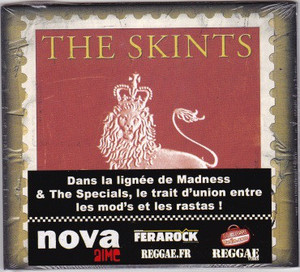 THE SKINTS
Dans la lignée de Madness
& The Specials, le trait d'union entre
les mod's et les rastas !
nova
aime
FERAROCK
REGGAE.FR
REGGAE